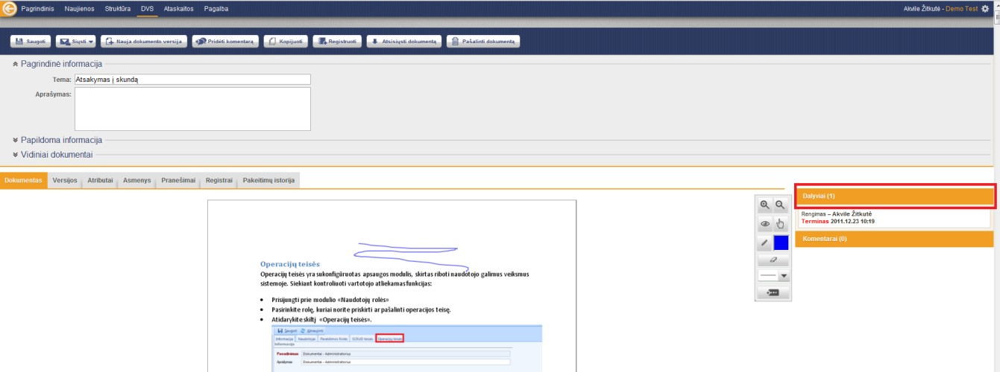 Pagrindinis Naujienos Struktūra DVS Ataskaitos Pagalba Akvile Žitkutė - Demo Test
Saugoti Siųsti Nauja dokumento versija Pridėti komentarą Kopijuoti Registruoti Atsisiųsti dokumentą Pašalinti dokumentą
Pagrindinė informacija
Tema: Atsakymas į skundą
Aprašymas:
Papildoma informacija
Vidiniai dokumentai
Dokumentas Versijos Atributai Asmenys Pranešimai Registrai Pakeitimų istorija
Dalyviai (1)
Rengimas – Akvile Žitkutė
Terminas 2011.12.23 10:19
Komentarai (0)
Operacijų teisės
Operacijų teisės yra sukonfigūruotas apsaugos modulis, skirtas riboti naudotojo galimus veiksmus
sistemoje. Siekiant kontroliuoti vartotojo atliekamas funkcijas:
• Prisijungti prie modulio «Naudotojų rolės»
• Pasirinkite rolę, kuriai norite priskirti ar pašalinti operacijos teisę.
• Atidarykite skiltį «Operacijų teisės».
Saugoti Atnaujinti
Informacija Naudotojai Paveldimos Rolės SCRUD teisės Operacijų teisės
Informacija
Pavadinimas Dokumentai - Administratorius
Aprašymas Dokumentai - Administratorius